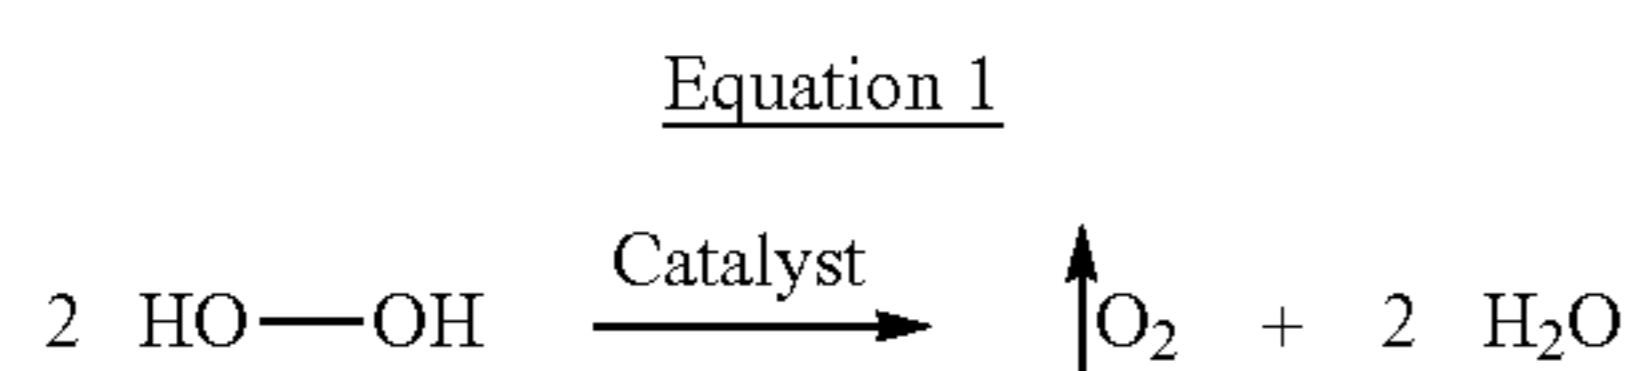 Equation 1
Catalyst
2 HO—OH ⟶ ↑O₂ + 2 H₂O